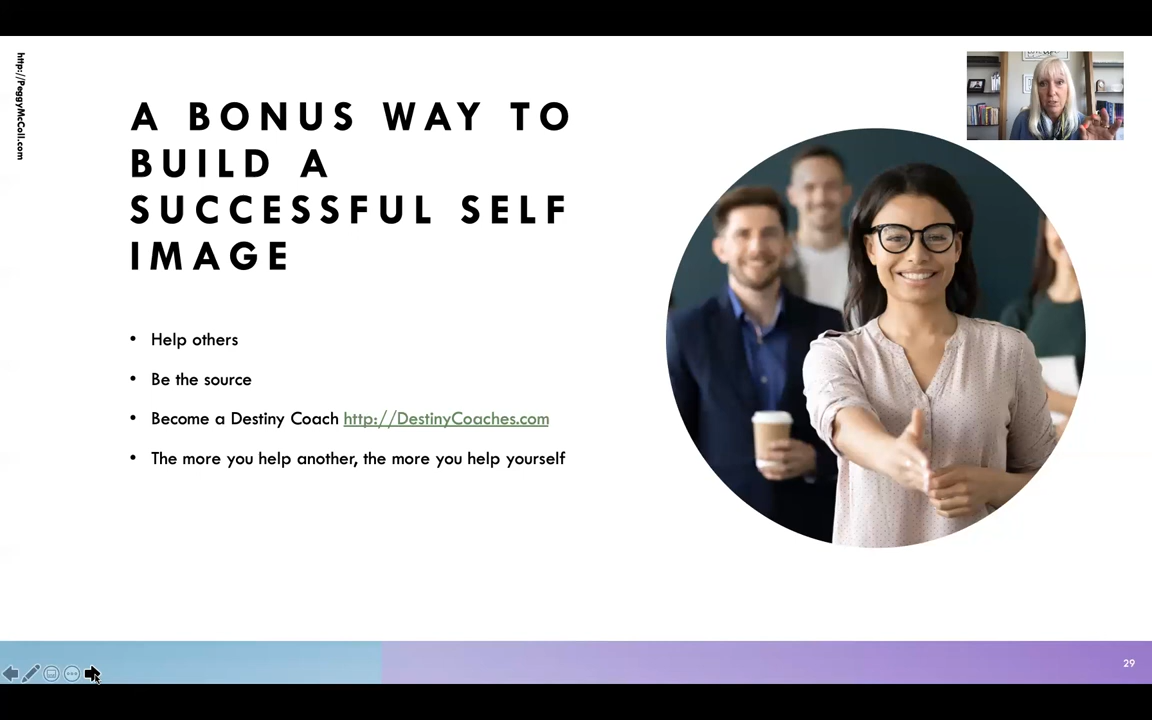 http://PeggyMcColl.com
A BONUS WAY TO
BUILD A
SUCCESSFUL SELF
IMAGE
• Help others
• Be the source
• Become a Destiny Coach http://DestinyCoaches.com
• The more you help another, the more you help yourself
29